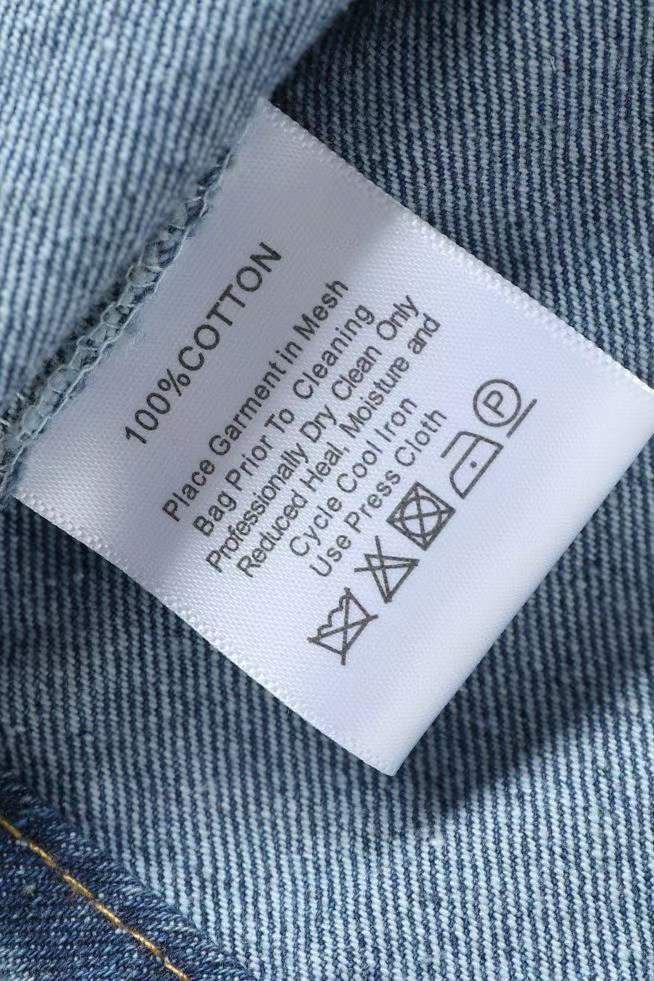 100%COTTON
Place Garment in Mesh
Bag Prior To Cleaning
Professionally Dry Clean Only
Reduced Heal, Moisture and
Cycle Cool Iron
Use Press Cloth
P